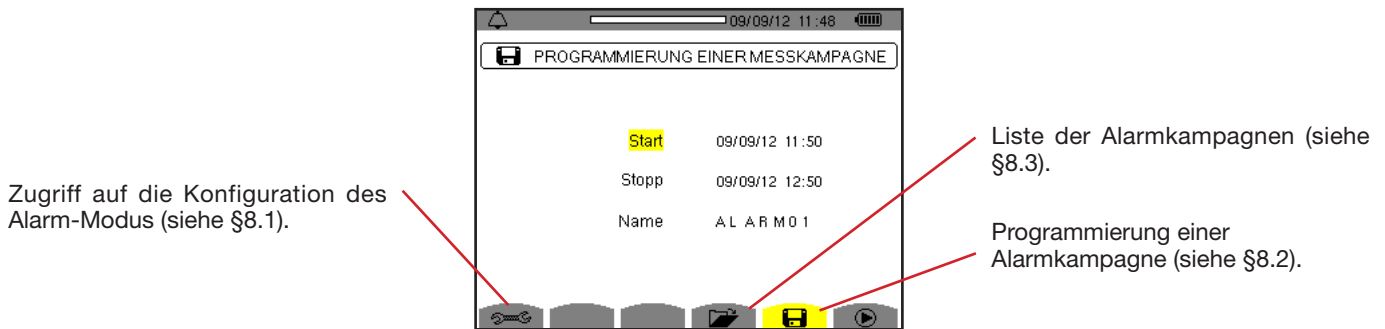 09/09/12 11:48
PROGRAMMIERUNG EINER MESSKAMPAGNE
Start 09/09/12 11:50
Stopp 09/09/12 12:50
Name ALARM01
Zugriff auf die Konfiguration des
Alarm-Modus (siehe §8.1).
Liste der Alarmkampagnen (siehe
§8.3).
Programmierung einer
Alarmkampagne (siehe §8.2).